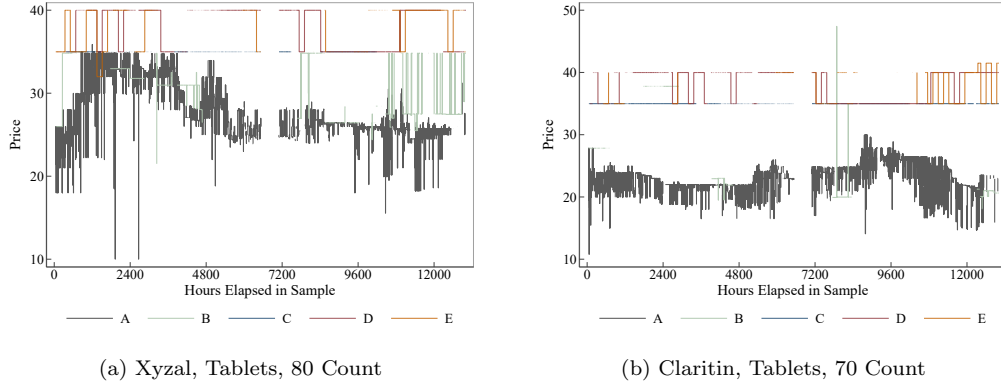 40
30
20
10
Price
0
2400
4800
7200
9600
12000
Hours Elapsed in Sample
A B C D E
(a) Xyzal, Tablets, 80 Count
50
40
30
20
10
Price
0
2400
4800
7200
9600
12000
Hours Elapsed in Sample
A B C D E
(b) Claritin, Tablets, 70 Count